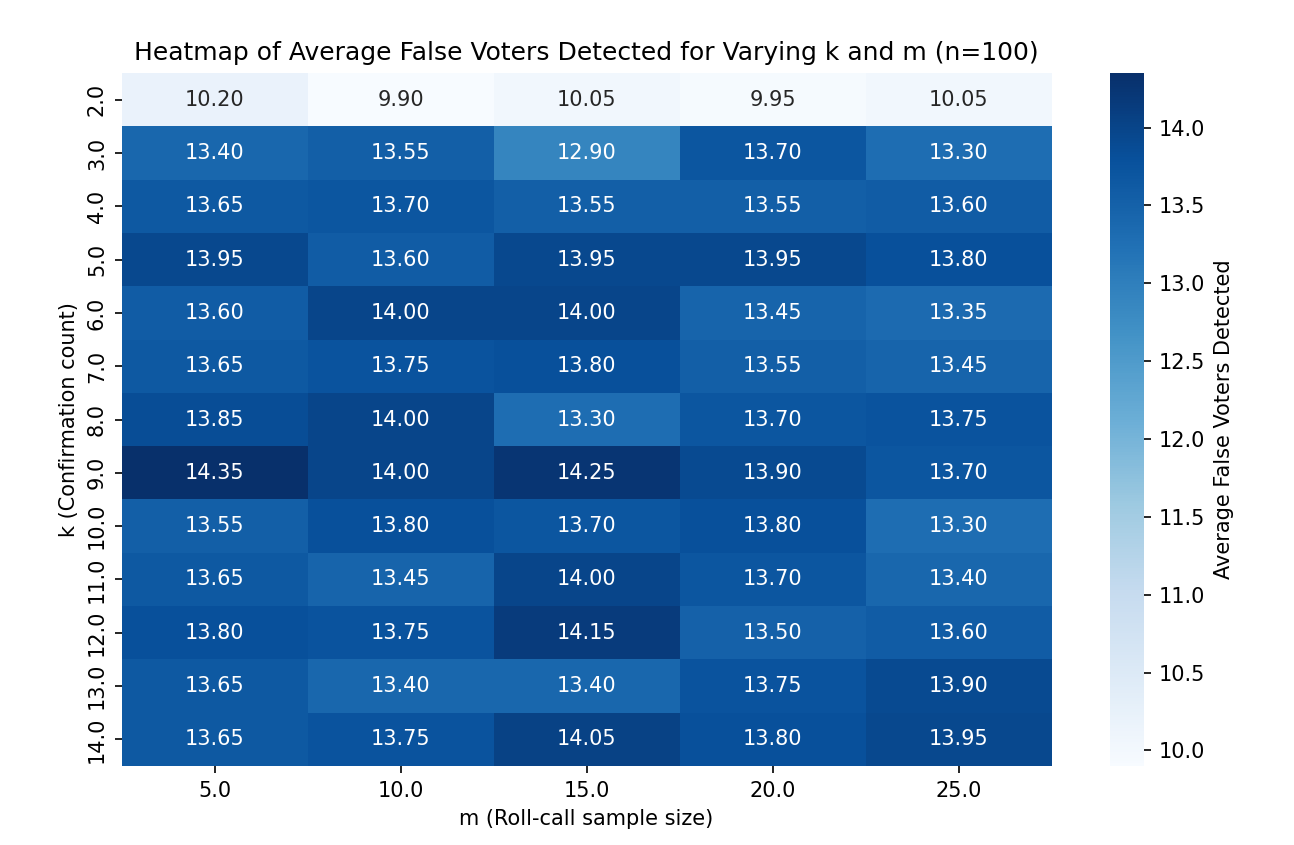 Heatmap of Average False Voters Detected for Varying k and m (n=100)
k (Confirmation count)
2.0 10.20 9.90 10.05 9.95 10.05
3.0 13.40 13.55 12.90 13.70 13.30
4.0 13.65 13.70 13.55 13.55 13.60
5.0 13.95 13.60 13.95 13.95 13.80
6.0 13.60 14.00 14.00 13.45 13.35
7.0 13.65 13.75 13.80 13.55 13.45
8.0 13.85 14.00 13.30 13.70 13.75
9.0 14.35 14.00 14.25 13.90 13.70
10.0 13.55 13.80 13.70 13.80 13.30
11.0 13.65 13.45 14.00 13.70 13.40
12.0 13.80 13.75 14.15 13.50 13.60
13.0 13.65 13.40 13.40 13.75 13.90
14.0 13.65 13.75 14.05 13.80 13.95
5.0 10.0 15.0 20.0 25.0
m (Roll-call sample size)
14.0
13.5
13.0
12.5
12.0
11.5
11.0
10.5
10.0
Average False Voters Detected